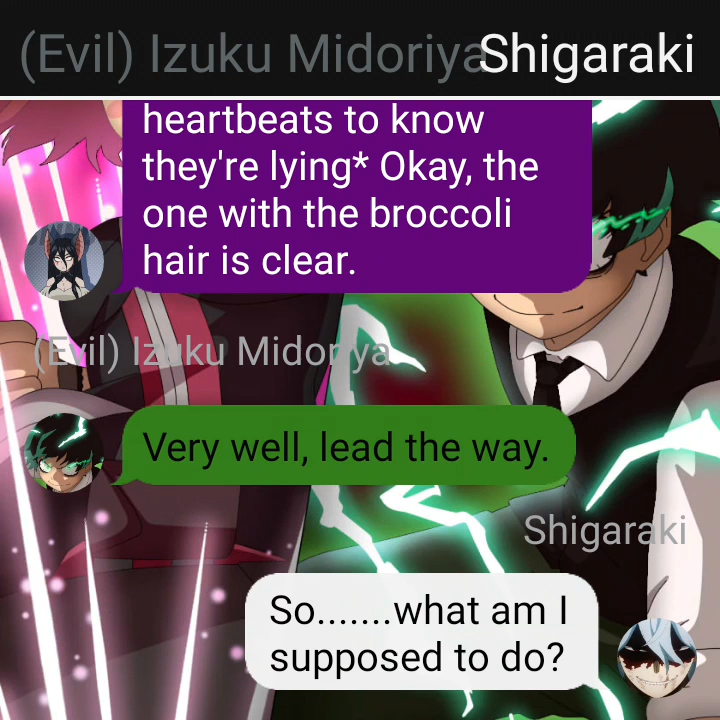 (Evil) Izuku Midoriya Shigaraki
heartbeats to know
they're lying* Okay, the
one with the broccoli
hair is clear.
(Evil) Izuku Midoriya
Very well, lead the way.
Shigaraki
So.......what am I
supposed to do?